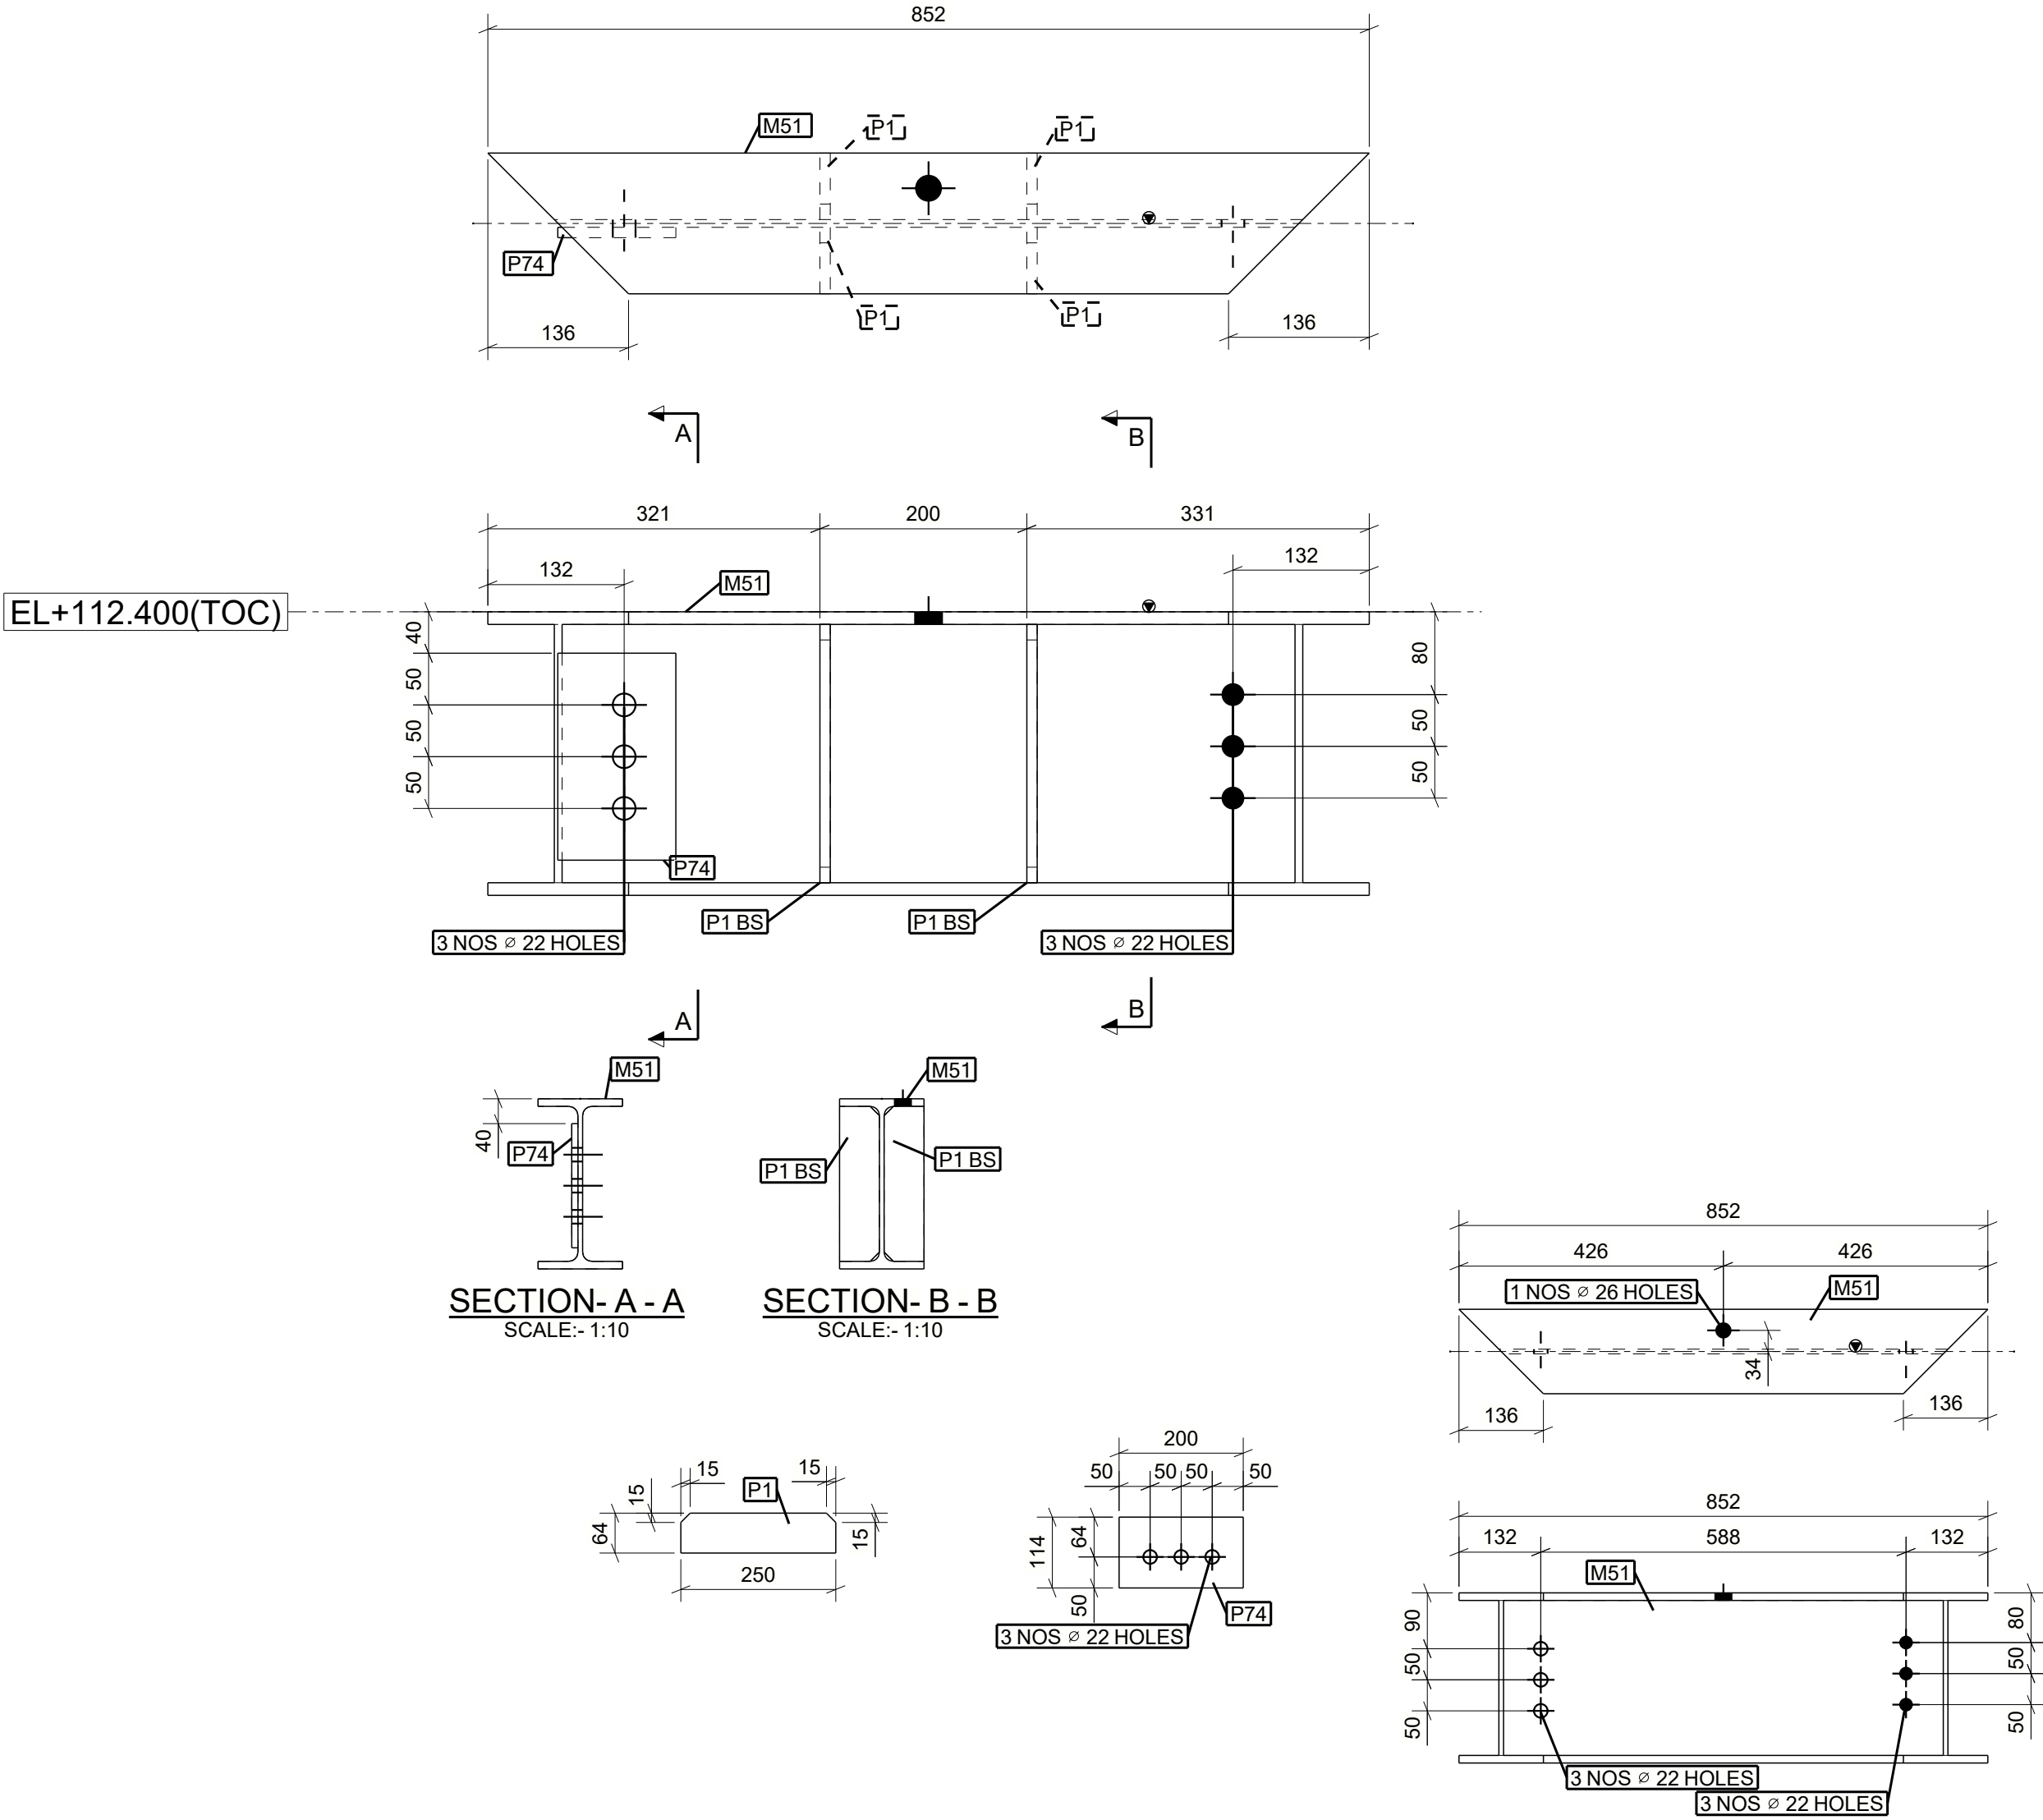 852
M51
P1
P1
P74
P1
P1
136
136
A
B
321
200
331
132
132
M51
EL+112.400(TOC)
40
50
50
50
80
50
50
P74
P1 BS
P1 BS
3 NOS ⌀ 22 HOLES
3 NOS ⌀ 22 HOLES
A
B
M51
40
P74
SECTION- A - A
SCALE:- 1:10
M51
P1 BS
P1 BS
SECTION- B - B
SCALE:- 1:10
852
426
426
1 NOS ⌀ 26 HOLES
M51
34
136
136
15
15
P1
15
64
15
250
200
50
50
50
50
114
64
50
P74
3 NOS ⌀ 22 HOLES
852
132
588
132
M51
90
50
50
80
50
50
3 NOS ⌀ 22 HOLES
3 NOS ⌀ 22 HOLES